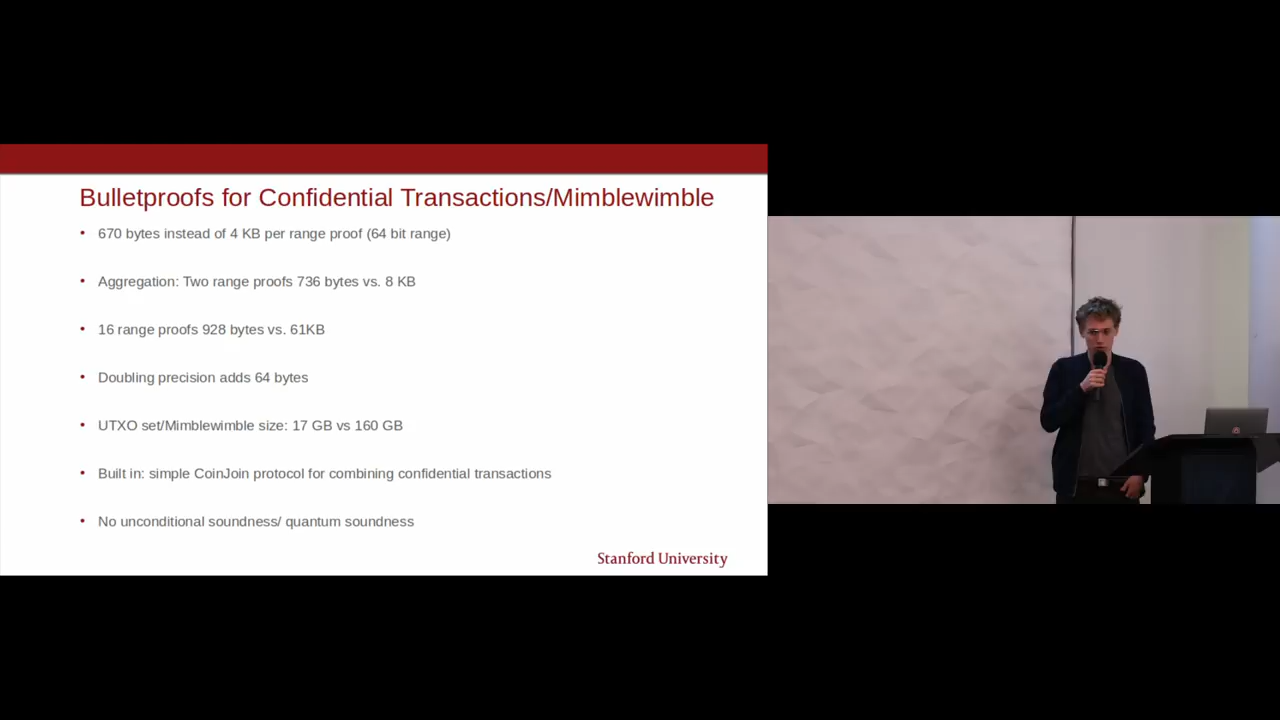 Bulletproofs for Confidential Transactions/Mimblewimble
• 670 bytes instead of 4 KB per range proof (64 bit range)
• Aggregation: Two range proofs 736 bytes vs. 8 KB
• 16 range proofs 928 bytes vs. 61KB
• Doubling precision adds 64 bytes
• UTXO set/Mimblewimble size: 17 GB vs 160 GB
• Built in: simple CoinJoin protocol for combining confidential transactions
• No unconditional soundness/ quantum soundness
Stanford University